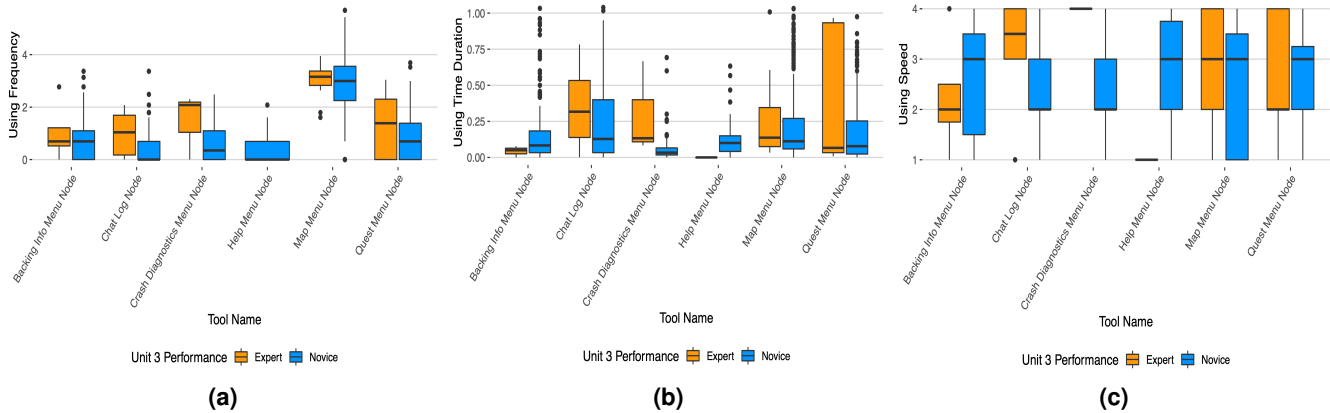 Using Frequency
4
2
0
Backing Info Menu Node
Chat Log Node
Crash Diagnostics Menu Node
Help Menu Node
Map Menu Node
Quest Menu Node
Tool Name
Unit 3 Performance Expert Novice
(a)
Using Time Duration
1.00
0.75
0.50
0.25
0.00
Backing Info Menu Node
Chat Log Node
Crash Diagnostics Menu Node
Help Menu Node
Map Menu Node
Quest Menu Node
Tool Name
Unit 3 Performance Expert Novice
(b)
Using Speed
4
3
2
1
Backing Info Menu Node
Chat Log Node
Crash Diagnostics Menu Node
Help Menu Node
Map Menu Node
Quest Menu Node
Tool Name
Unit 3 Performance Expert Novice
(c)